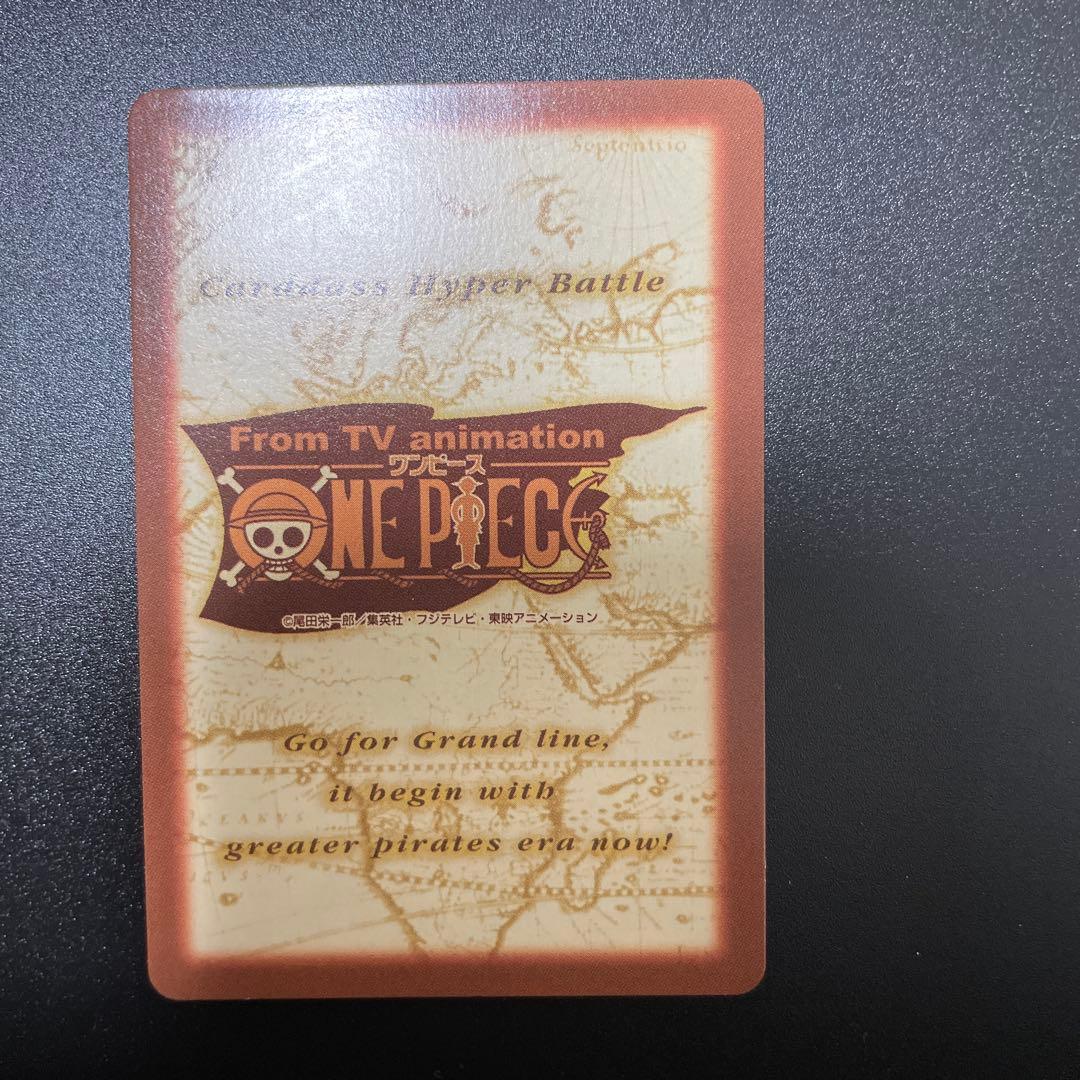 Septentrio
Caraddass Hyper Battle
From TV animation
ワンピース
ONE PIECE
©尾田栄一郎/集英社・フジテレビ・東映アニメーション
Go for Grand line,
it begin with
greater pirates era now!